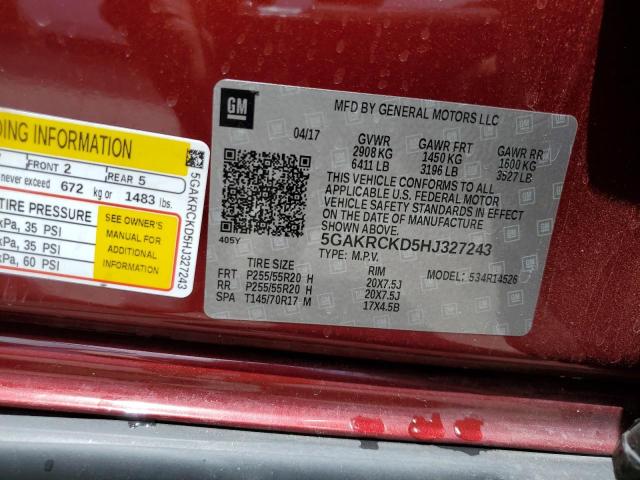 DING INFORMATION
FRONT 2 REAR 5
never exceed 672 kg or 1483 lbs.
TIRE PRESSURE
kPa, 35 PSI
kPa, 35 PSI
kPa, 60 PSI
SEE OWNER'S
MANUAL FOR
ADDITIONAL
INFORMATION
5GAKRCKD5HJ327243
GM
MFD BY GENERAL MOTORS LLC
04/17
GVWR GAWR FRT GAWR RR
2908 KG 1450 KG 1600 KG
6411 LB 3196 LB 3527 LB
THIS VEHICLE CONFORMS TO ALL
APPLICABLE U.S. FEDERAL MOTOR
VEHICLE SAFETY STANDARDS IN EFFECT
ON THE DATE OF MANUFACTURE
SHOWN ABOVE.
5GAKRCKD5HJ327243
405Y
TYPE: M.P.V.
MODEL: 534R14526
TIRE SIZE RIM
FRT P255/55R20 H 20X7.5J
RR P255/55R20 H 20X7.5J
SPA T145/70R17 M 17X4.5B